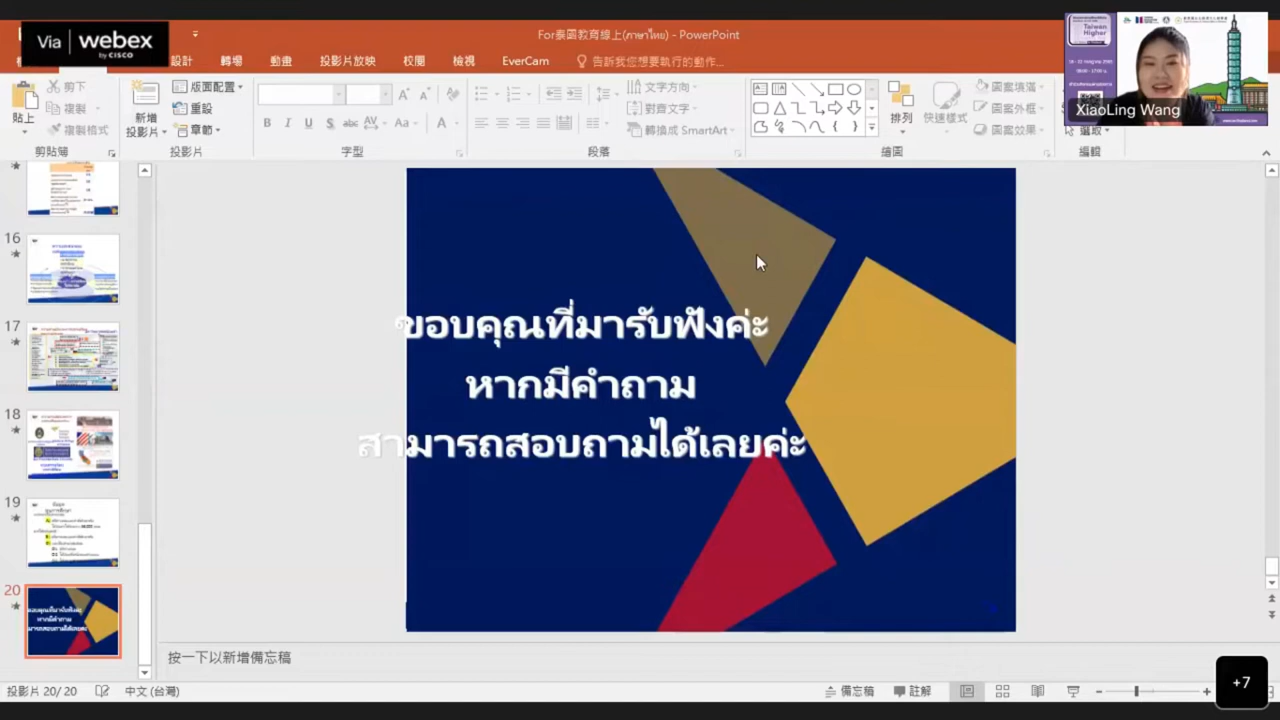 Via webex
by CISCO
For泰國教育線上(ภาษาไทย) - PowerPoint
設計 轉場 動畫 投影片放映 校閱 檢視 EverCam 告訴我您想要執行的動作...
貼上
剪下
複製
複製格式
剪貼簿
新增
投影片
版面配置
重設
章節
投影片
B I U S abc AV Aa A
字型
文字方向
對齊文字
轉換成 SmartArt
段落
排列
快速樣式
圖案填滿
圖案外框
圖案效果
繪圖
選取
編輯
Taiwan
Higher
XiaoLing Wang
16
17
18
19
20
ขอบคุณที่มารับฟังค่ะ
หากมีคำถาม
สามารถสอบถามได้เลยค่ะ
按一下以新增備忘稿
投影片 20/ 20 中文 (台灣) 備忘稿 註解
+7